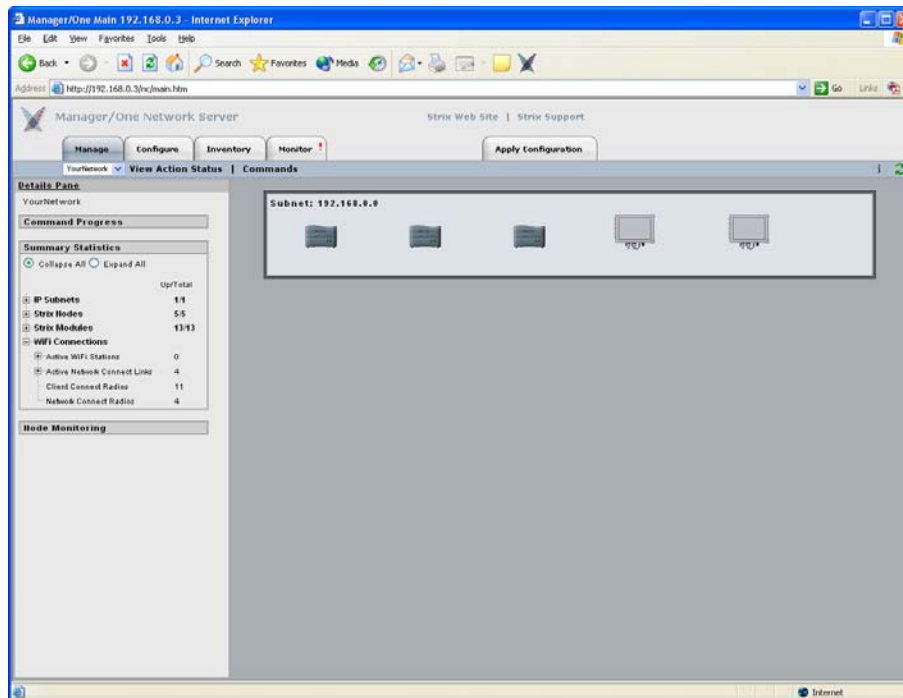 Manager/One Main 192.168.0.3 - Internet Explorer
File Edit View Favorites Tools Help
Back Search Favorites Media
Address http://192.168.0.3/nc/main.htm Go Links
Manager/One Network Server Strix Web Site | Strix Support
Manage Configure Inventory Monitor ! Apply Configuration
YourNetwork View Action Status | Commands i
Details Pane
YourNetwork
Subnet: 192.168.0.0
Command Progress
Summary Statistics
Collapse All Expand All
Up/Total
IP Subnets 1/1
Strix Nodes 5/5
Strix Modules 13/13
WiFi Connections
Active WiFi Stations 0
Active Network Connect Links 4
Client Connect Radios 11
Network Connect Radios 4
Node Monitoring
Internet